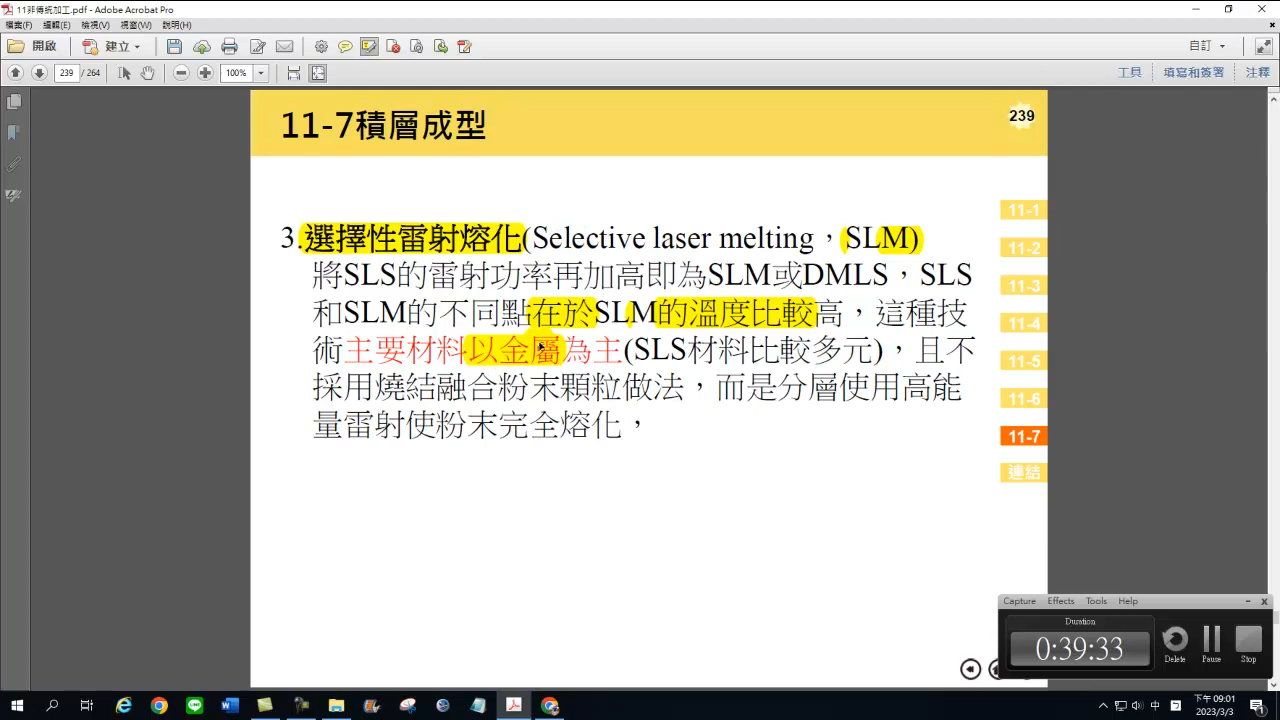 11非傳統加工.pdf - Adobe Acrobat Pro
檔案(F) 編輯(E) 檢視(V) 視窗(W) 說明(H)
開啟 建立 自訂
239 / 264 100% 工具 填寫和簽署 注釋
11-7積層成型
239
3.選擇性雷射熔化(Selective laser melting,SLM)
將SLS的雷射功率再加高即為SLM或DMLS,SLS
和SLM的不同點在於SLM的溫度比較高,這種技
術主要材料以金屬為主(SLS材料比較多元),且不
採用燒結融合粉末顆粒做法,而是分層使用高能
量雷射使粉末完全熔化,
11-1
11-2
11-3
11-4
11-5
11-6
11-7
連結
Capture Effects Tools Help
Duration
0:39:33
Delete Pause Stop
中
下午 09:01
2023/3/3